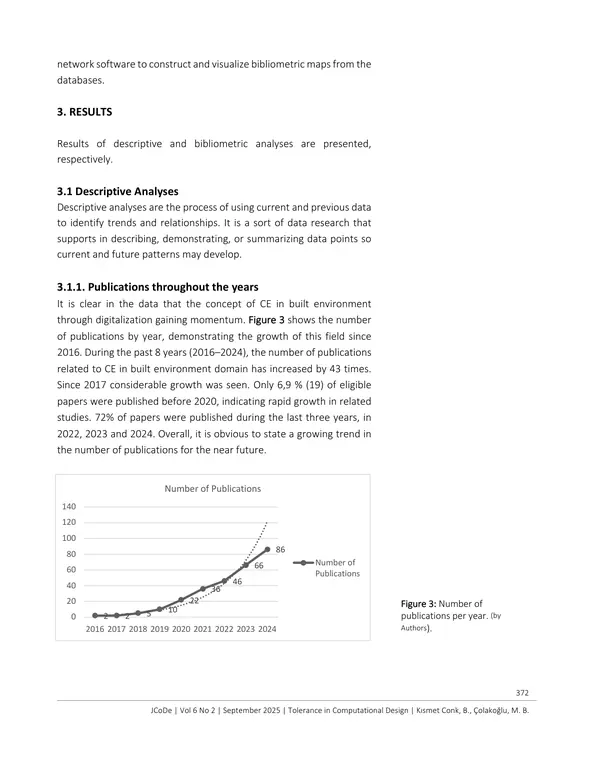 network software to construct and visualize bibliometric maps from the
databases.
3. RESULTS
Results of descriptive and bibliometric analyses are presented,
respectively.
3.1 Descriptive Analyses
Descriptive analyses are the process of using current and previous data
to identify trends and relationships. It is a sort of data research that
supports in describing, demonstrating, or summarizing data points so
current and future patterns may develop.
3.1.1. Publications throughout the years
It is clear in the data that the concept of CE in built environment
through digitalization gaining momentum. Figure 3 shows the number
of publications by year, demonstrating the growth of this field since
2016. During the past 8 years (2016–2024), the number of publications
related to CE in built environment domain has increased by 43 times.
Since 2017 considerable growth was seen. Only 6,9 % (19) of eligible
papers were published before 2020, indicating rapid growth in related
studies. 72% of papers were published during the last three years, in
2022, 2023 and 2024. Overall, it is obvious to state a growing trend in
the number of publications for the near future.
Number of Publications
140
120
100
80
60
40
20
0
2 2 5 10 22 36 46 66 86
2016 2017 2018 2019 2020 2021 2022 2023 2024
Number of
Publications
Figure 3: Number of
publications per year. (by
Authors).
372
JCoDe | Vol 6 No 2 | September 2025 | Tolerance in Computational Design | Kısmet Conk, B., Çolakoğlu, M. B.